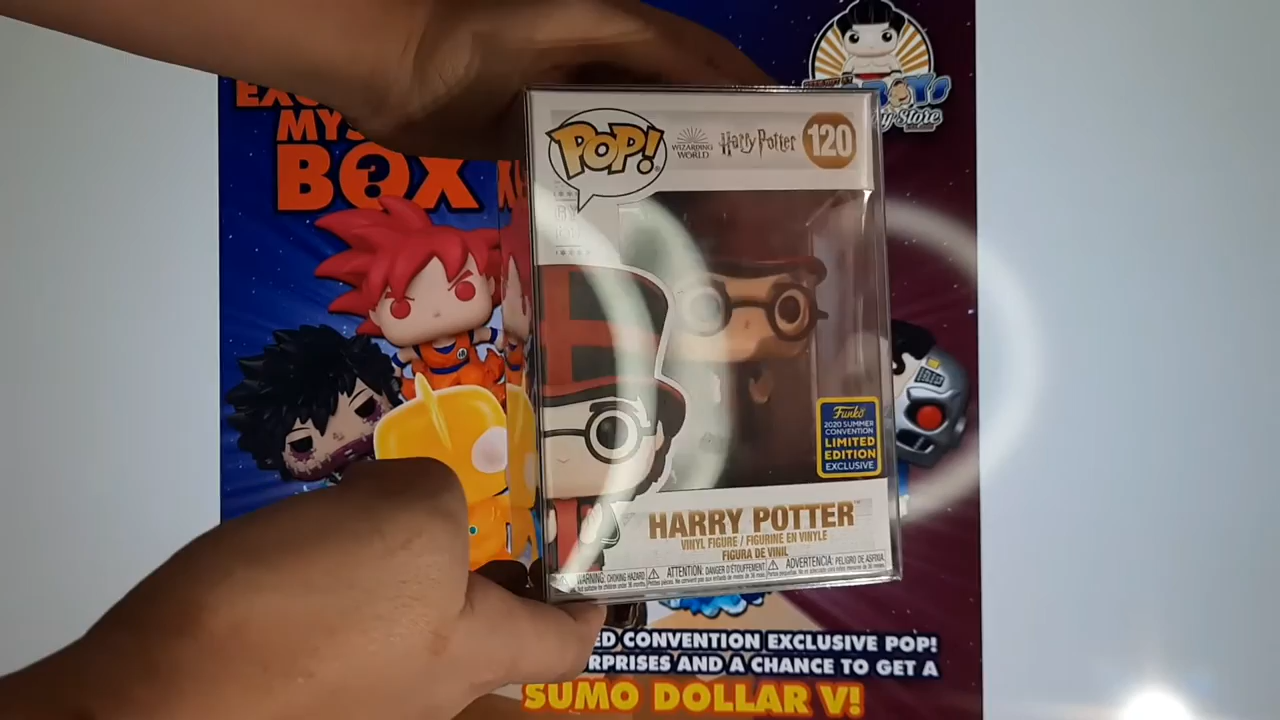 MYS
BOX
POP!
WIZARDING
WORLD
Harry Potter
120
Funko
2020 SUMMER
CONVENTION
LIMITED
EDITION
EXCLUSIVE
HARRY POTTER
VINYL FIGURE / FIGURINE EN VINYLE
FIGURA DE VINIL
WARNING: CHOKING HAZARD.
ATTENTION: DANGER D'ÉTOUFFEMENT
ADVERTENCIA: PELIGRO DE ASFIXIA.
ED CONVENTION EXCLUSIVE POP!
RPRISES AND A CHANCE TO GET A
SUMO DOLLAR V!